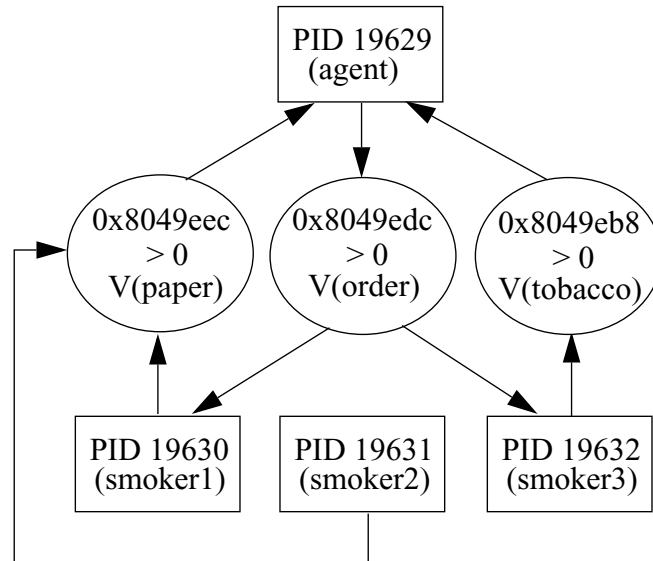 PID 19629
(agent)
0x8049eec
> 0
V(paper)
0x8049edc
> 0
V(order)
0x8049eb8
> 0
V(tobacco)
PID 19630
(smoker1)
PID 19631
(smoker2)
PID 19632
(smoker3)